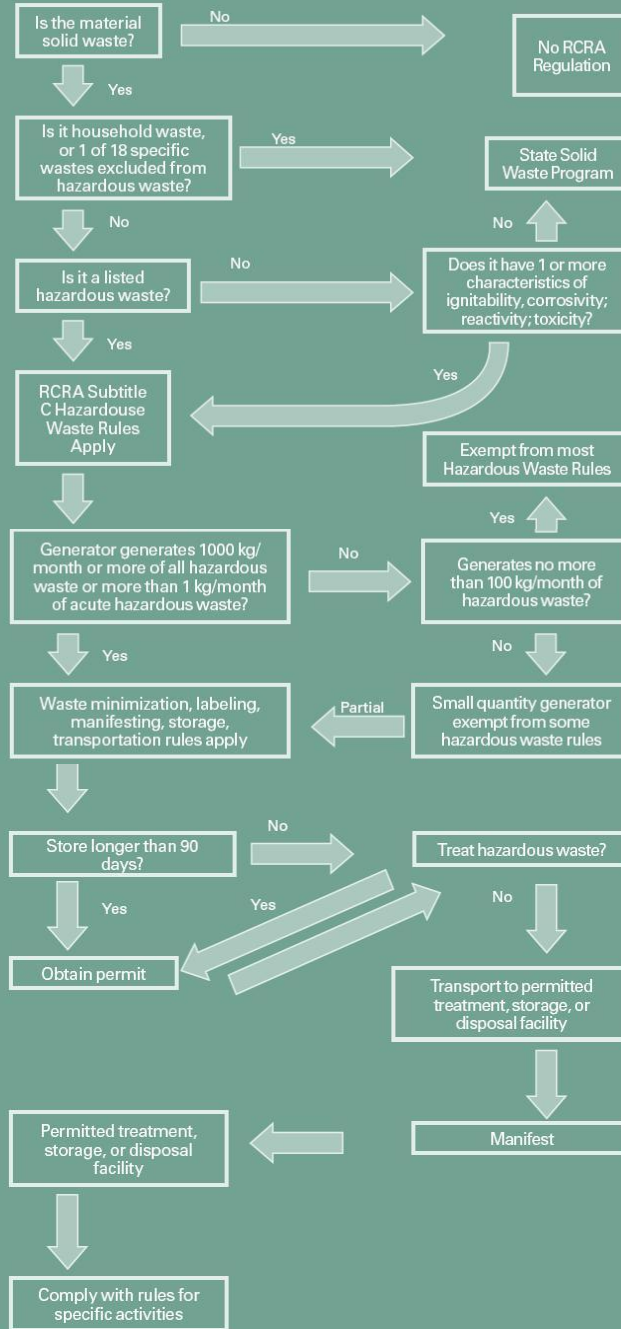 Is the material
solid waste?
No
No RCRA
Regulation
Yes
Is it household waste,
or 1 of 18 specific
wastes excluded from
hazardous waste?
Yes
State Solid
Waste Program
No
No
Is it a listed
hazardous waste?
No
Does it have 1 or more
characteristics of
ignitability, corrosivity;
reactivity; toxicity?
Yes
Yes
RCRA Subtitle
C Hazardouse
Waste Rules
Apply
Exempt from most
Hazardous Waste Rules
Yes
Generator generates 1000 kg/
month or more of all hazardous
waste or more than 1 kg/month
of acute hazardous waste?
No
Generates no more
than 100 kg/month of
hazardous waste?
Yes
No
Waste minimization, labeling,
manifesting, storage,
transportation rules apply
Partial
Small quantity generator
exempt from some
hazardous waste rules
Store longer than 90
days?
No
Treat hazardous waste?
Yes
Yes
No
Obtain permit
Transport to permitted
treatment, storage, or
disposal facility
Manifest
Permitted treatment,
storage, or disposal
facility
Comply with rules for
specific activities